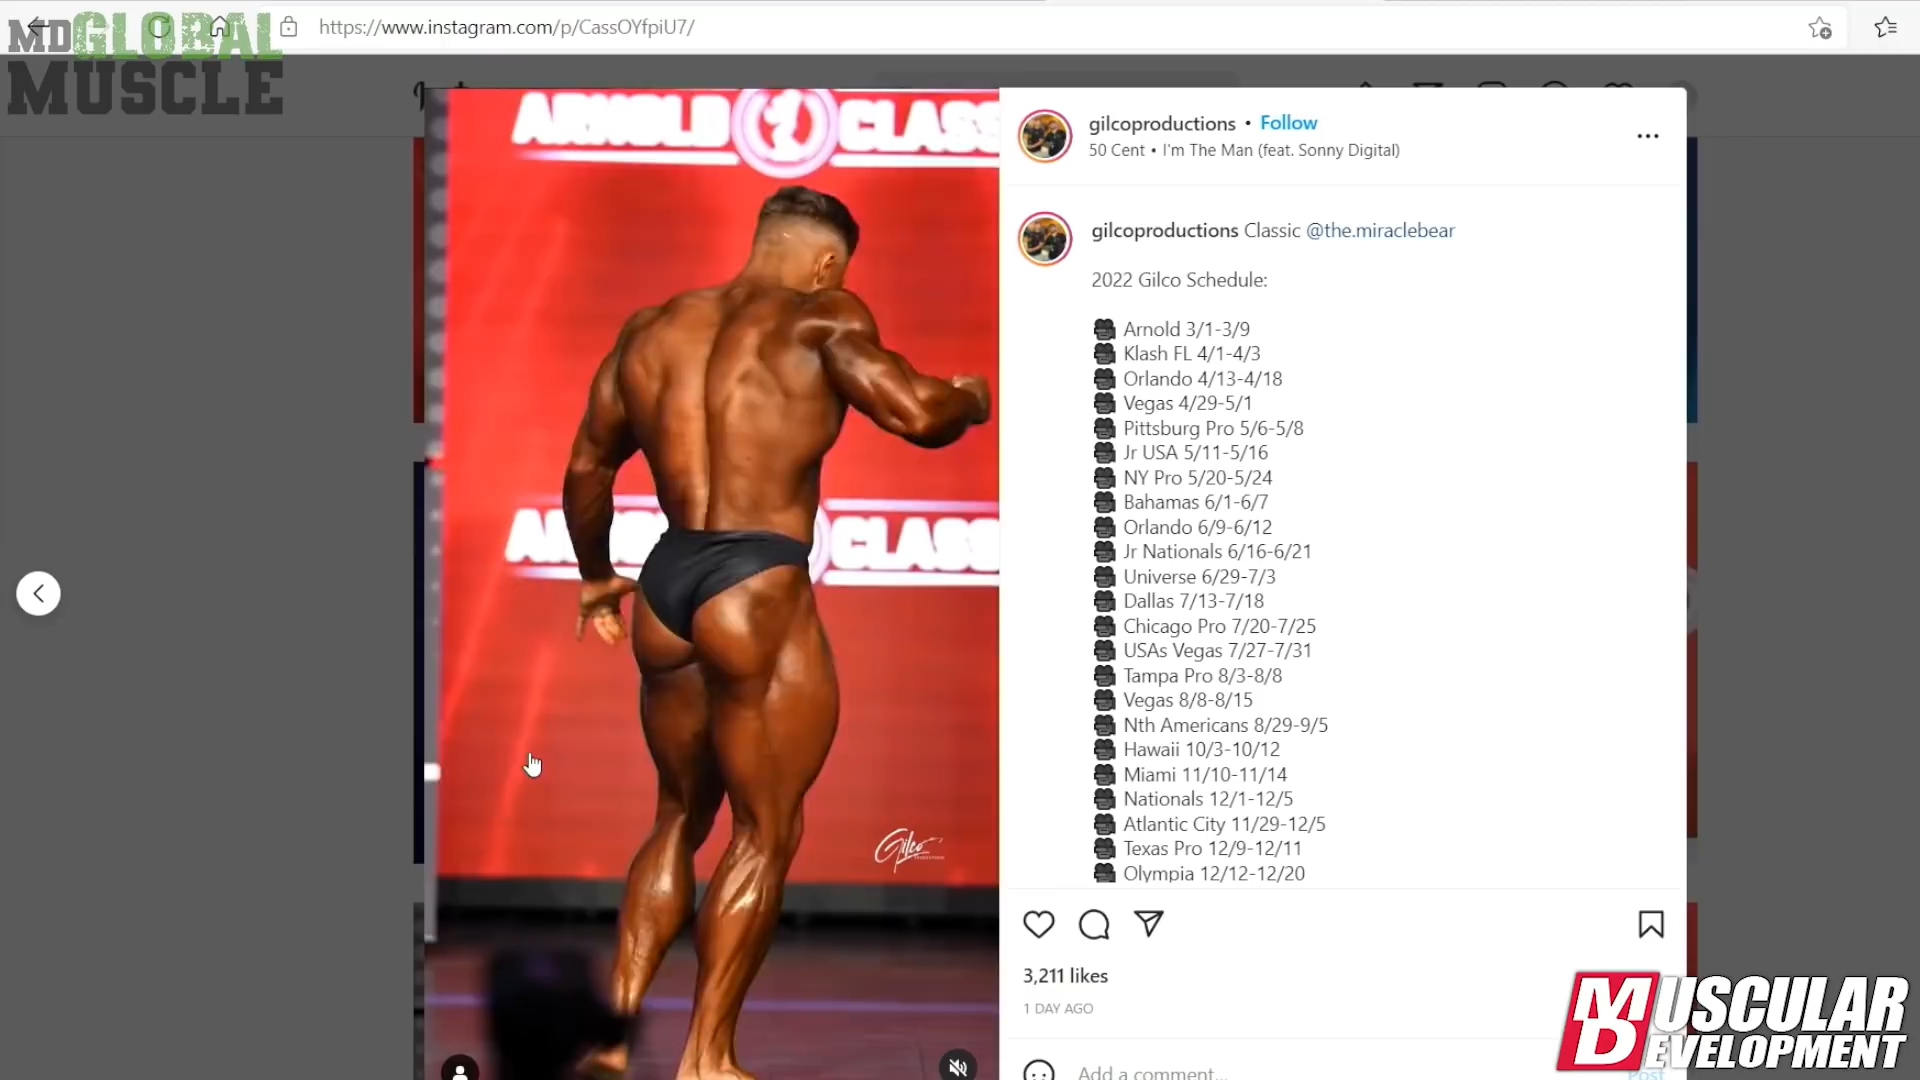 MD GLOBAL
MUSCLE
https://www.instagram.com/p/CassOYfpiU7/
ARNOLD CLASS
ARNOLD CLASS
Gilco
gilcoproductions • Follow
50 Cent • I'm The Man (feat. Sonny Digital)
gilcoproductions Classic @the.miraclebear
2022 Gilco Schedule:
Arnold 3/1-3/9
Klash FL 4/1-4/3
Orlando 4/13-4/18
Vegas 4/29-5/1
Pittsburg Pro 5/6-5/8
Jr USA 5/11-5/16
NY Pro 5/20-5/24
Bahamas 6/1-6/7
Orlando 6/9-6/12
Jr Nationals 6/16-6/21
Universe 6/29-7/3
Dallas 7/13-7/18
Chicago Pro 7/20-7/25
USAs Vegas 7/27-7/31
Tampa Pro 8/3-8/8
Vegas 8/8-8/15
Nth Americans 8/29-9/5
Hawaii 10/3-10/12
Miami 11/10-11/14
Nationals 12/1-12/5
Atlantic City 11/29-12/5
Texas Pro 12/9-12/11
Olympia 12/12-12/20
3,211 likes
1 DAY AGO
Add a comment...
Post
MUSCULAR
DEVELOPMENT